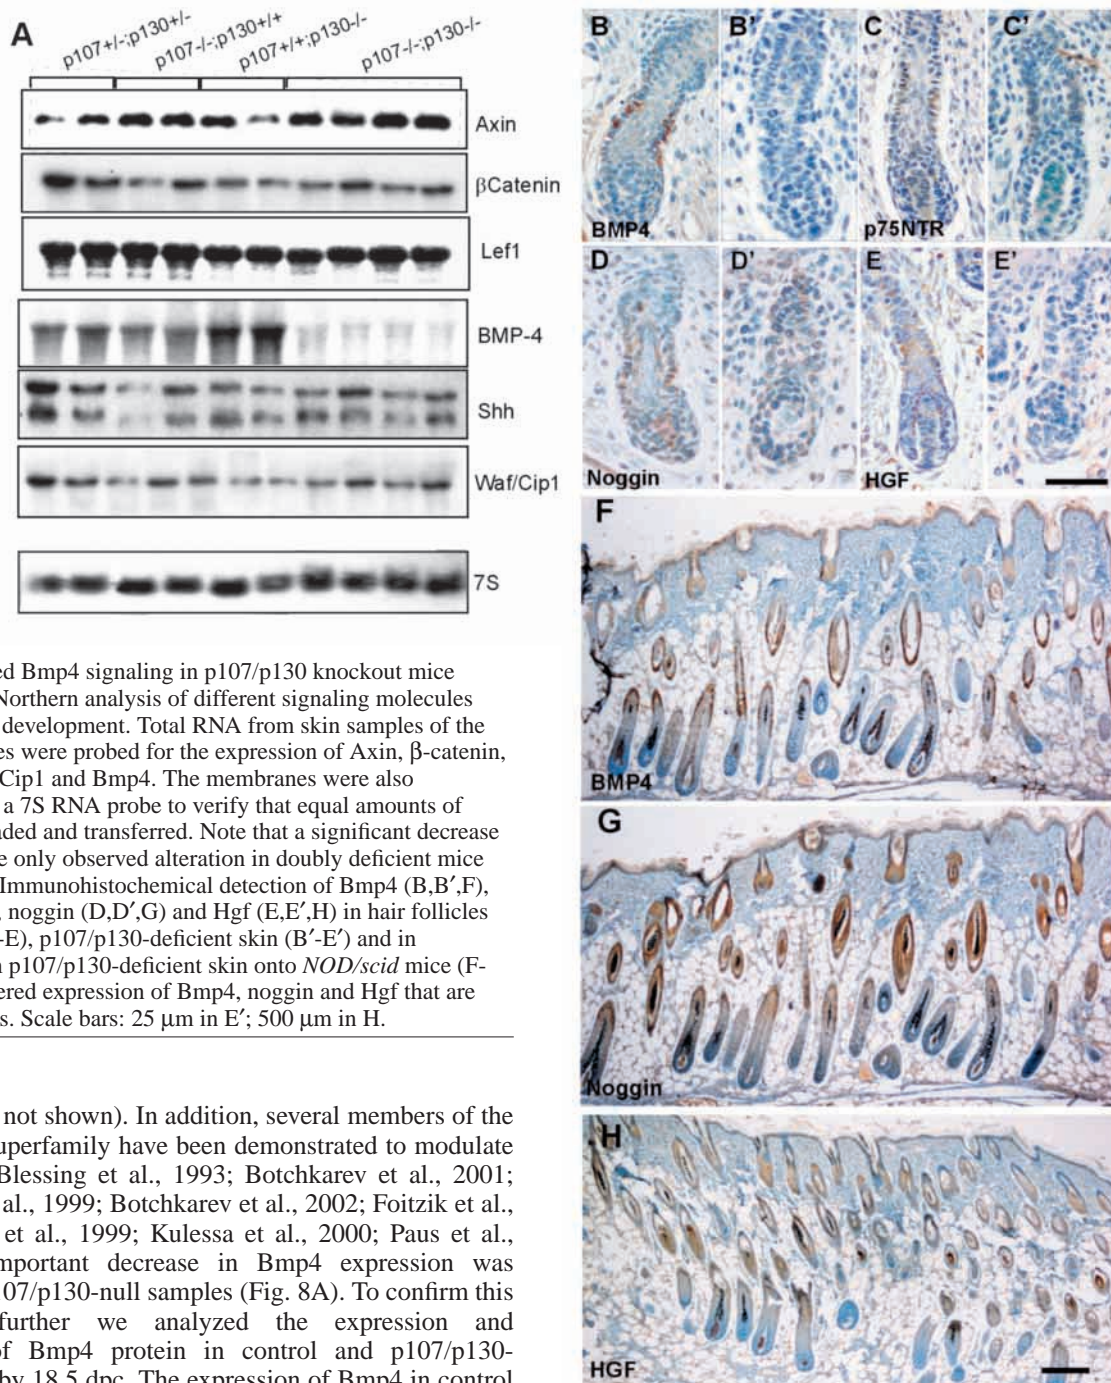 A
p107+/-;p130+/-
p107-/-;p130+/+
p107+/+;p130-/-
p107-/-;p130-/-
Axin
βCatenin
Lef1
BMP-4
Shh
Waf/Cip1
7S
B
B'
C
C'
BMP4
p75NTR
D
D'
E
E'
Noggin
HGF
F
BMP4
G
Noggin
H
HGF
ed Bmp4 signaling in p107/p130 knockout mice
Northern analysis of different signaling molecules
development. Total RNA from skin samples of the
es were probed for the expression of Axin, β-catenin,
Cip1 and Bmp4. The membranes were also
a 7S RNA probe to verify that equal amounts of
aded and transferred. Note that a significant decrease
e only observed alteration in doubly deficient mice
Immunohistochemical detection of Bmp4 (B,B′,F),
, noggin (D,D′,G) and Hgf (E,E′,H) in hair follicles
-E), p107/p130-deficient skin (B′-E′) and in
n p107/p130-deficient skin onto NOD/scid mice (F-
ered expression of Bmp4, noggin and Hgf that are
s. Scale bars: 25 μm in E′; 500 μm in H.
not shown). In addition, several members of the
uperfamily have been demonstrated to modulate
Blessing et al., 1993; Botchkarev et al., 2001;
al., 1999; Botchkarev et al., 2002; Foitzik et al.,
et al., 1999; Kulessa et al., 2000; Paus et al.,
mportant decrease in Bmp4 expression was
07/p130-null samples (Fig. 8A). To confirm this
further we analyzed the expression and
of Bmp4 protein in control and p107/p130-
by 18.5 dpc. The expression of Bmp4 in control